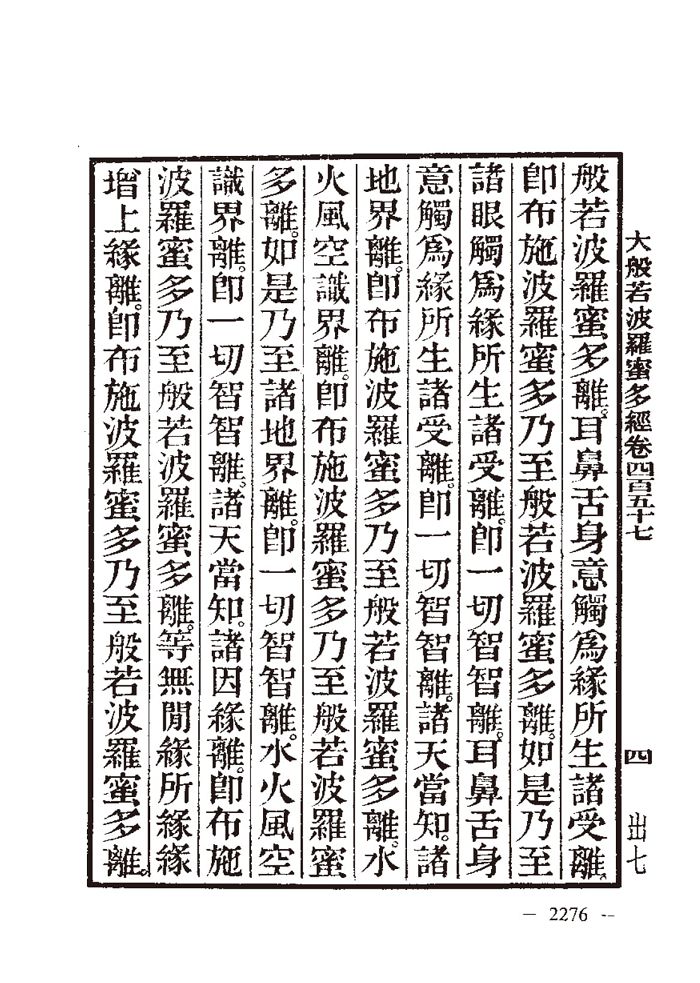 大般若波羅蜜多經卷四百五十七 四 出七
般若波羅蜜多離。耳鼻舌身意觸爲緣所生諸受離。
卽布施波羅蜜多乃至般若波羅蜜多離。如是乃至
諸眼觸爲緣所生諸受離。卽一切智智離。耳鼻舌身
意觸爲緣所生諸受離。卽一切智智離。諸天當知。諸
地界離。卽布施波羅蜜多乃至般若波羅蜜多離。水
火風空識界離。卽布施波羅蜜多乃至般若波羅蜜
多離。如是乃至諸地界離。卽一切智智離。水火風空
識界離。卽一切智智離。諸天當知。諸因緣離。卽布施
波羅蜜多乃至般若波羅蜜多離。等無閒緣所緣緣
增上緣離。卽布施波羅蜜多乃至般若波羅蜜多離。
— 2276 —